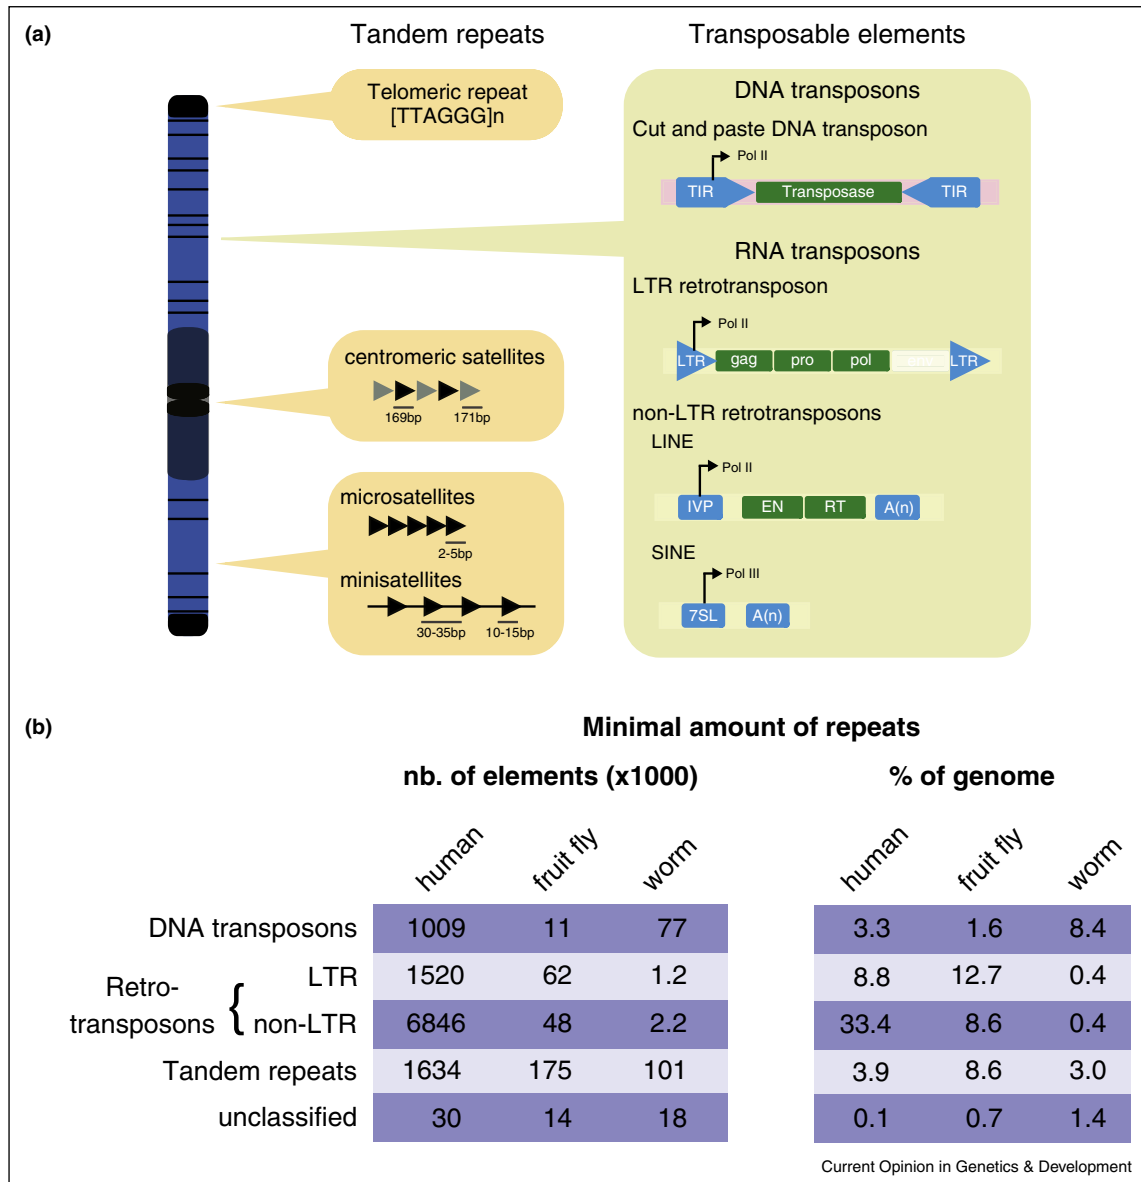 (a)
Tandem repeats
Transposable elements
Telomeric repeat
[TTAGGG]n
centromeric satellites
169bp 171bp
microsatellites
2-5bp
minisatellites
30-35bp 10-15bp
DNA transposons
Cut and paste DNA transposon
Pol II
TIR Transposase TIR
RNA transposons
LTR retrotransposon
Pol II
LTR gag pro pol LTR
non-LTR retrotransposons
LINE
Pol II
IVP EN RT A(n)
SINE
Pol III
7SL A(n)
(b)
Minimal amount of repeats
nb. of elements (x1000) % of genome
human fruit fly worm human fruit fly worm
DNA transposons 1009 11 77 3.3 1.6 8.4
Retro-
transposons
{
LTR 1520 62 1.2 8.8 12.7 0.4
non-LTR 6846 48 2.2 33.4 8.6 0.4
Tandem repeats 1634 175 101 3.9 8.6 3.0
unclassified 30 14 18 0.1 0.7 1.4
Current Opinion in Genetics & Development